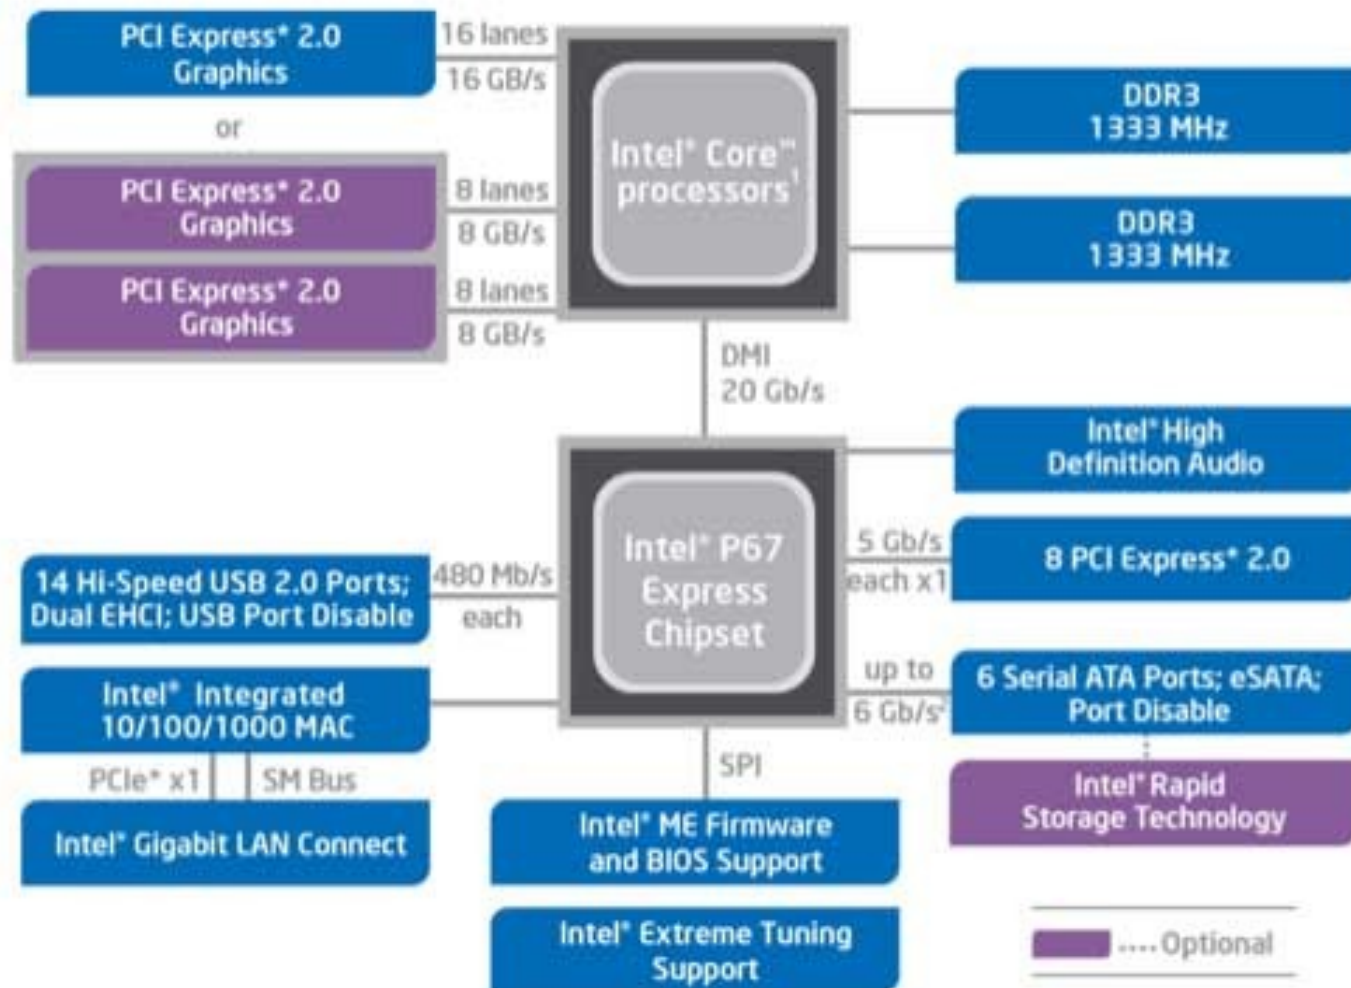 PCI Express* 2.0
Graphics
16 lanes
16 GB/s
or
PCI Express* 2.0
Graphics
8 lanes
8 GB/s
PCI Express* 2.0
Graphics
8 lanes
8 GB/s
Intel® Core™
processors¹
DDR3
1333 MHz
DDR3
1333 MHz
DMI
20 Gb/s
Intel® High
Definition Audio
Intel® P67
Express
Chipset
5 Gb/s
each x1
8 PCI Express* 2.0
14 Hi-Speed USB 2.0 Ports;
Dual EHCI; USB Port Disable
480 Mb/s
each
up to
6 Gb/s²
6 Serial ATA Ports; eSATA;
Port Disable
Intel® Integrated
10/100/1000 MAC
PCIe* x1
SM Bus
Intel® Gigabit LAN Connect
SPI
Intel® Rapid
Storage Technology
Intel® ME Firmware
and BIOS Support
Intel® Extreme Tuning
Support
.... Optional